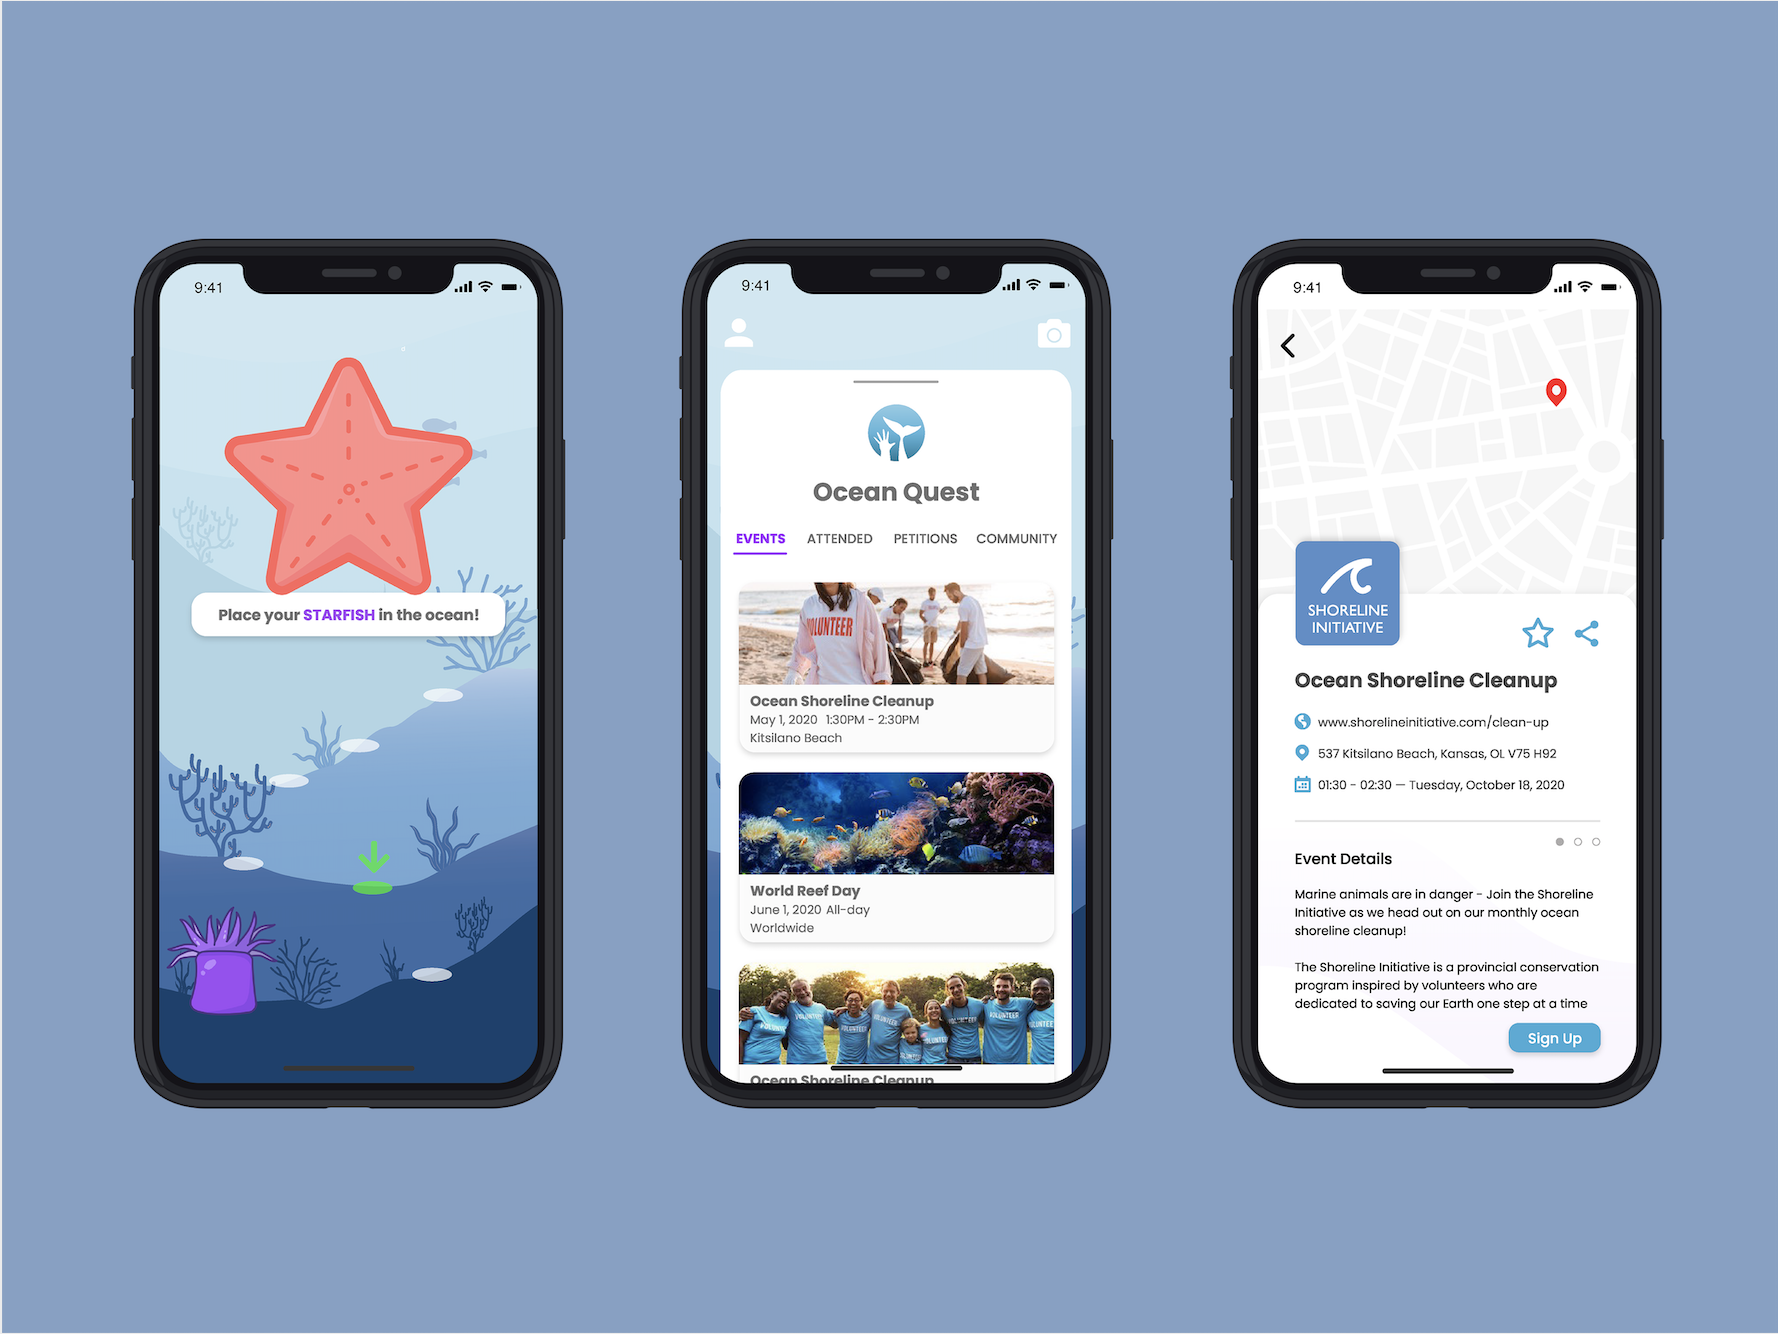 9:41
Place your STARFISH in the ocean!
9:41
Ocean Quest
EVENTS ATTENDED PETITIONS COMMUNITY
VOLUNTEER
Ocean Shoreline Cleanup
May 1, 2020 1:30PM - 2:30PM
Kitsilano Beach
World Reef Day
June 1, 2020 All-day
Worldwide
VOLUNTEER
Ocean Shoreline Cleanup
9:41
SHORELINE
INITIATIVE
Ocean Shoreline Cleanup
www.shorelineinitiative.com/clean-up
537 Kitsilano Beach, Kansas, OL V75 H92
01:30 - 02:30 — Tuesday, October 18, 2020
Event Details
Marine animals are in danger - Join the Shoreline
Initiative as we head out on our monthly ocean
shoreline cleanup!
The Shoreline Initiative is a provincial conservation
program inspired by volunteers who are
dedicated to saving our Earth one step at a time
Sign Up